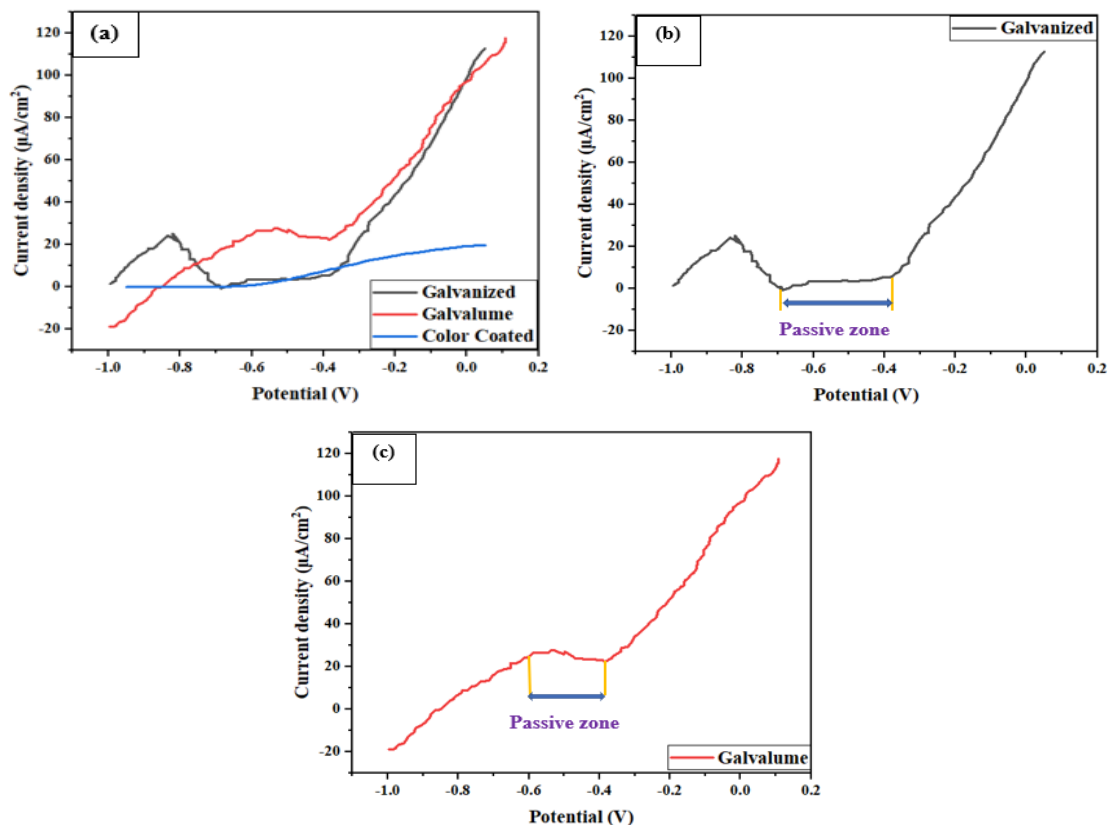 (a)
Current density (µA/cm²)
120
100
80
60
40
20
0
-20
Galvanized
Galvalume
Color Coated
-1.0 -0.8 -0.6 -0.4 -0.2 0.0 0.2
Potential (V)
(b)
Galvanized
Current density (µA/cm²)
120
100
80
60
40
20
0
-20
Passive zone
-1.0 -0.8 -0.6 -0.4 -0.2 0.0 0.2
Potential (V)
(c)
Current density (µA/cm²)
120
100
80
60
40
20
0
-20
Passive zone
Galvalume
-1.0 -0.8 -0.6 -0.4 -0.2 0.0 0.2
Potential (V)